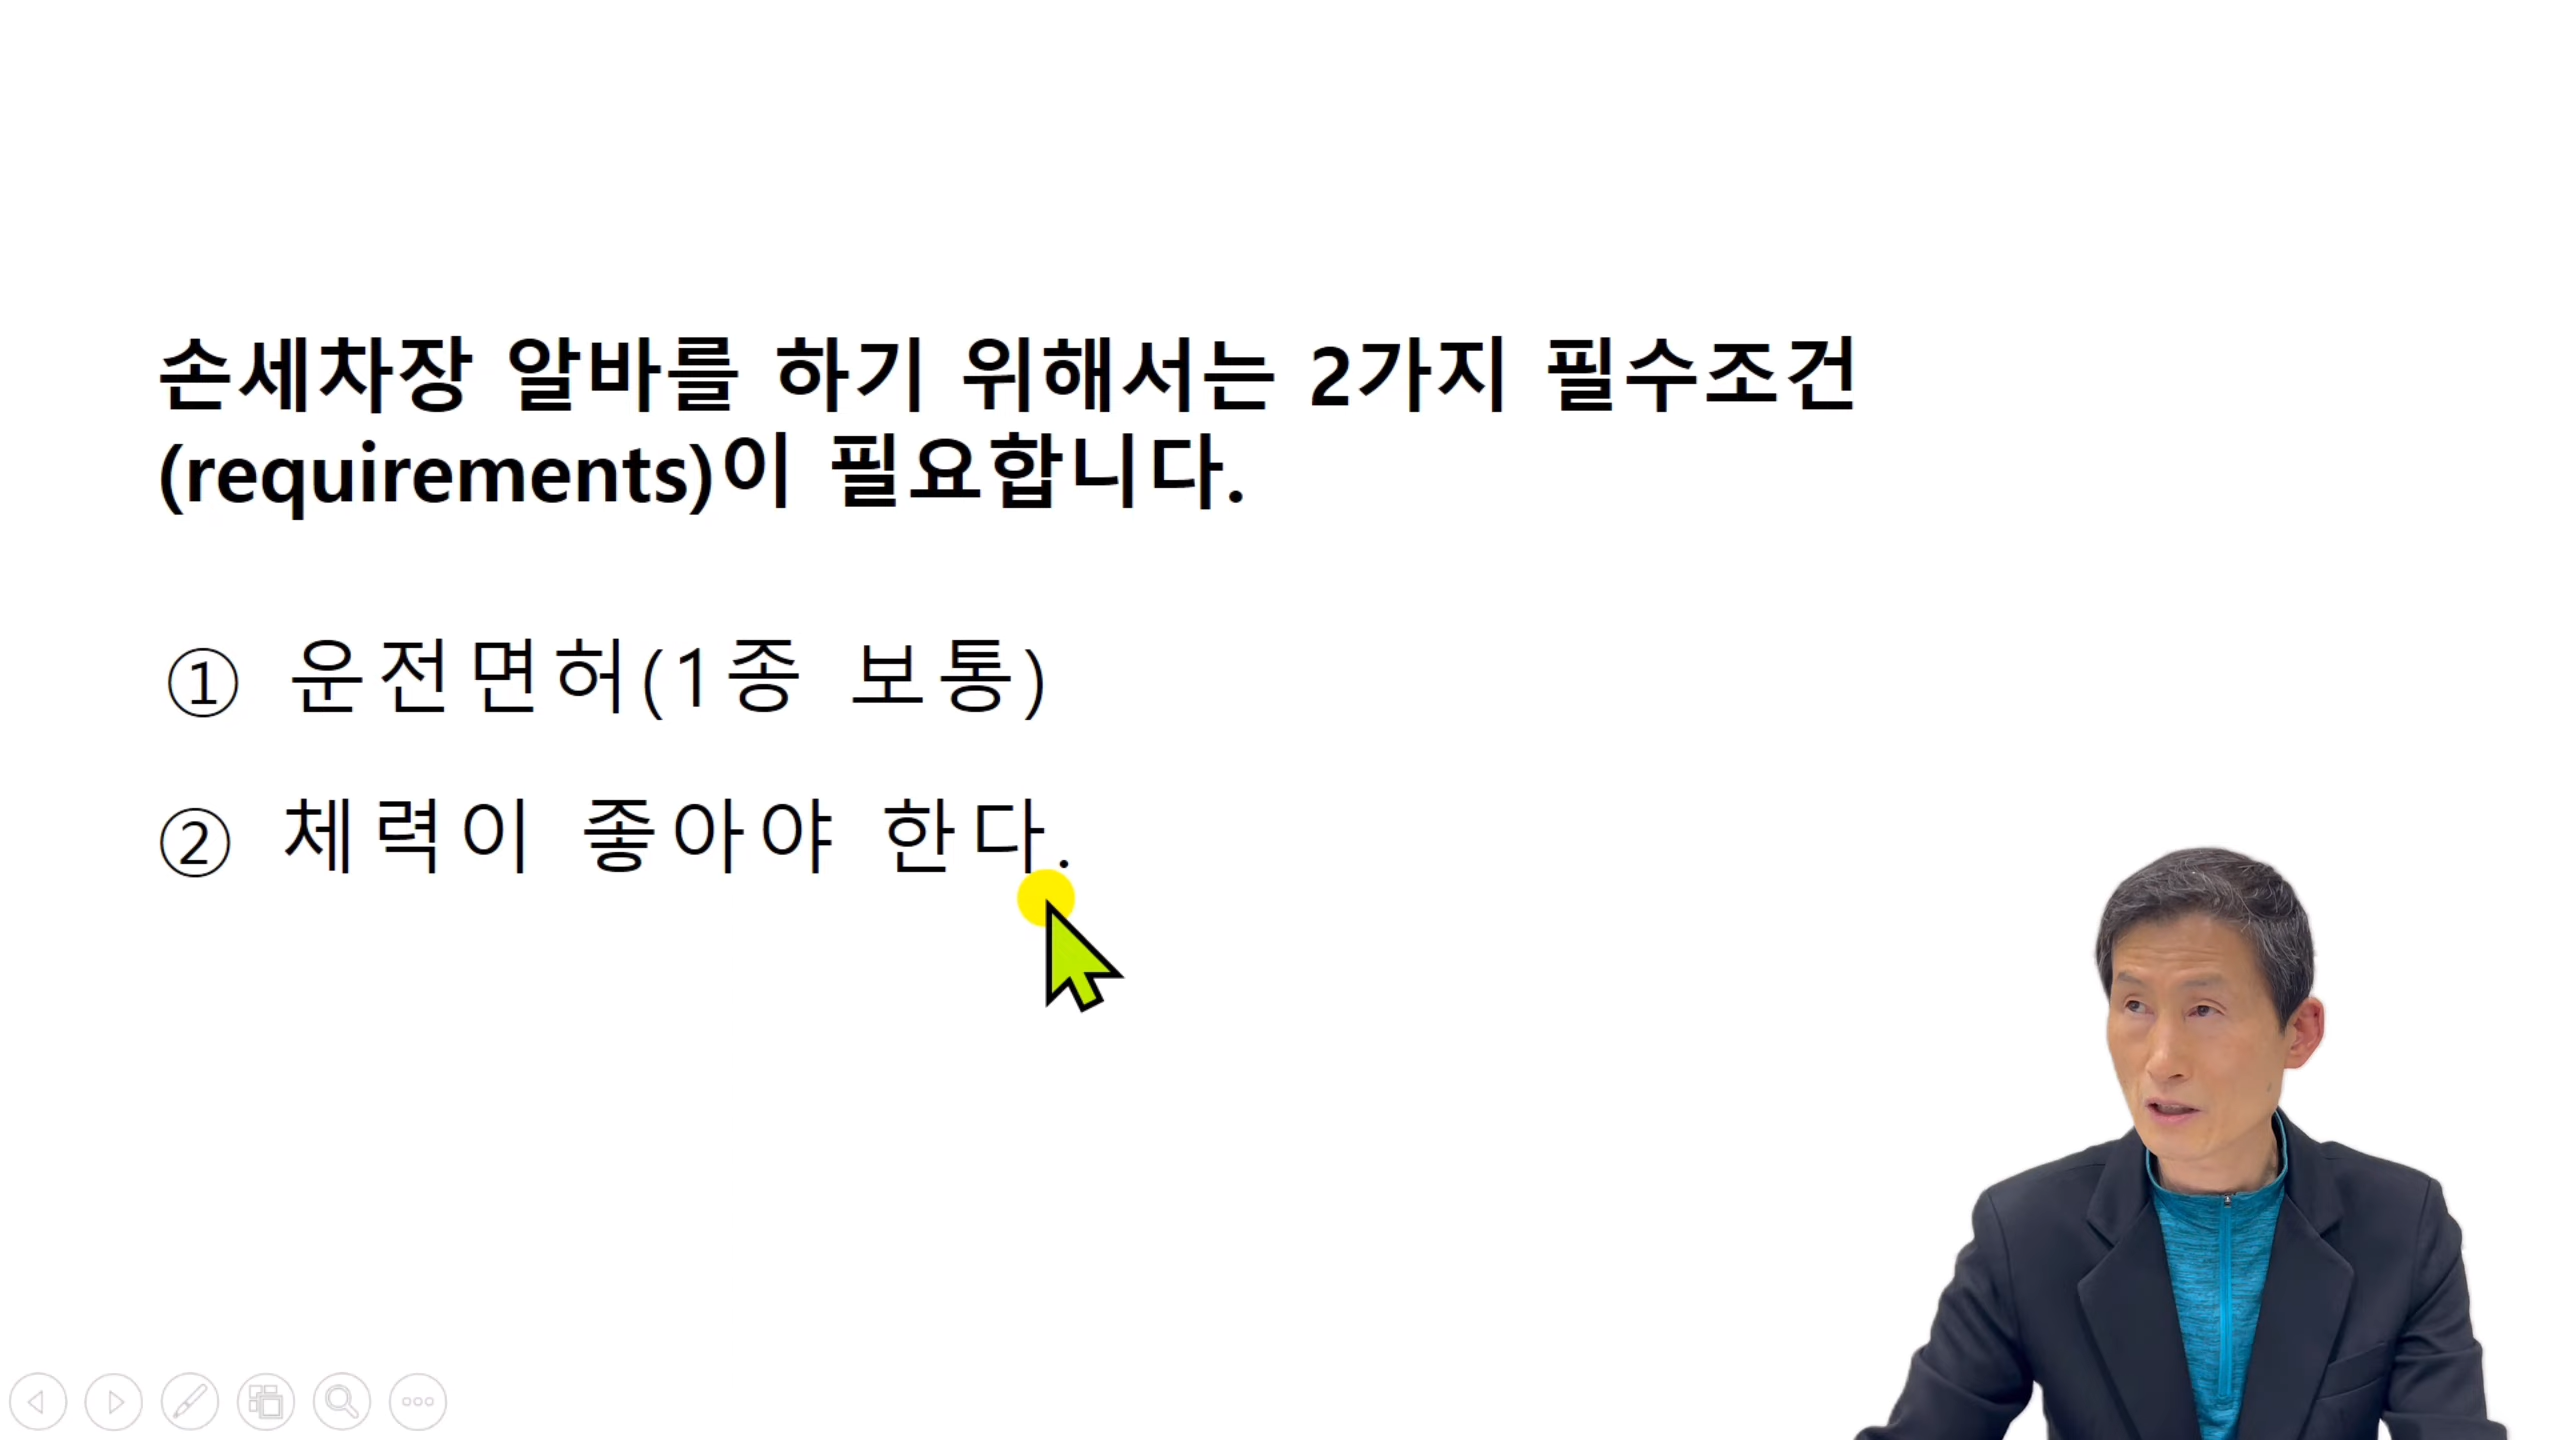 손세차장 알바를 하기 위해서는 2가지 필수조건
(requirements)이 필요합니다.
① 운전면허(1종 보통)
② 체력이 좋아야 한다.